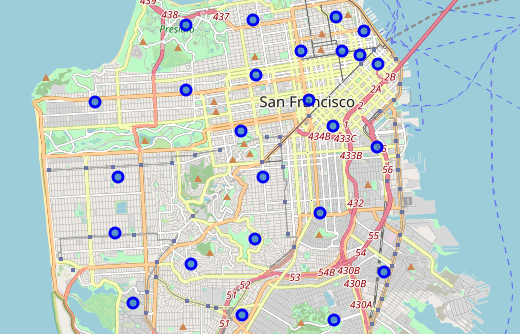 439
438
437
Presidio
2B
2A
San Francisco
2
1
434B
433C
433B
56
432
55
54
53
54B
430B
52
430B
51
430A
51